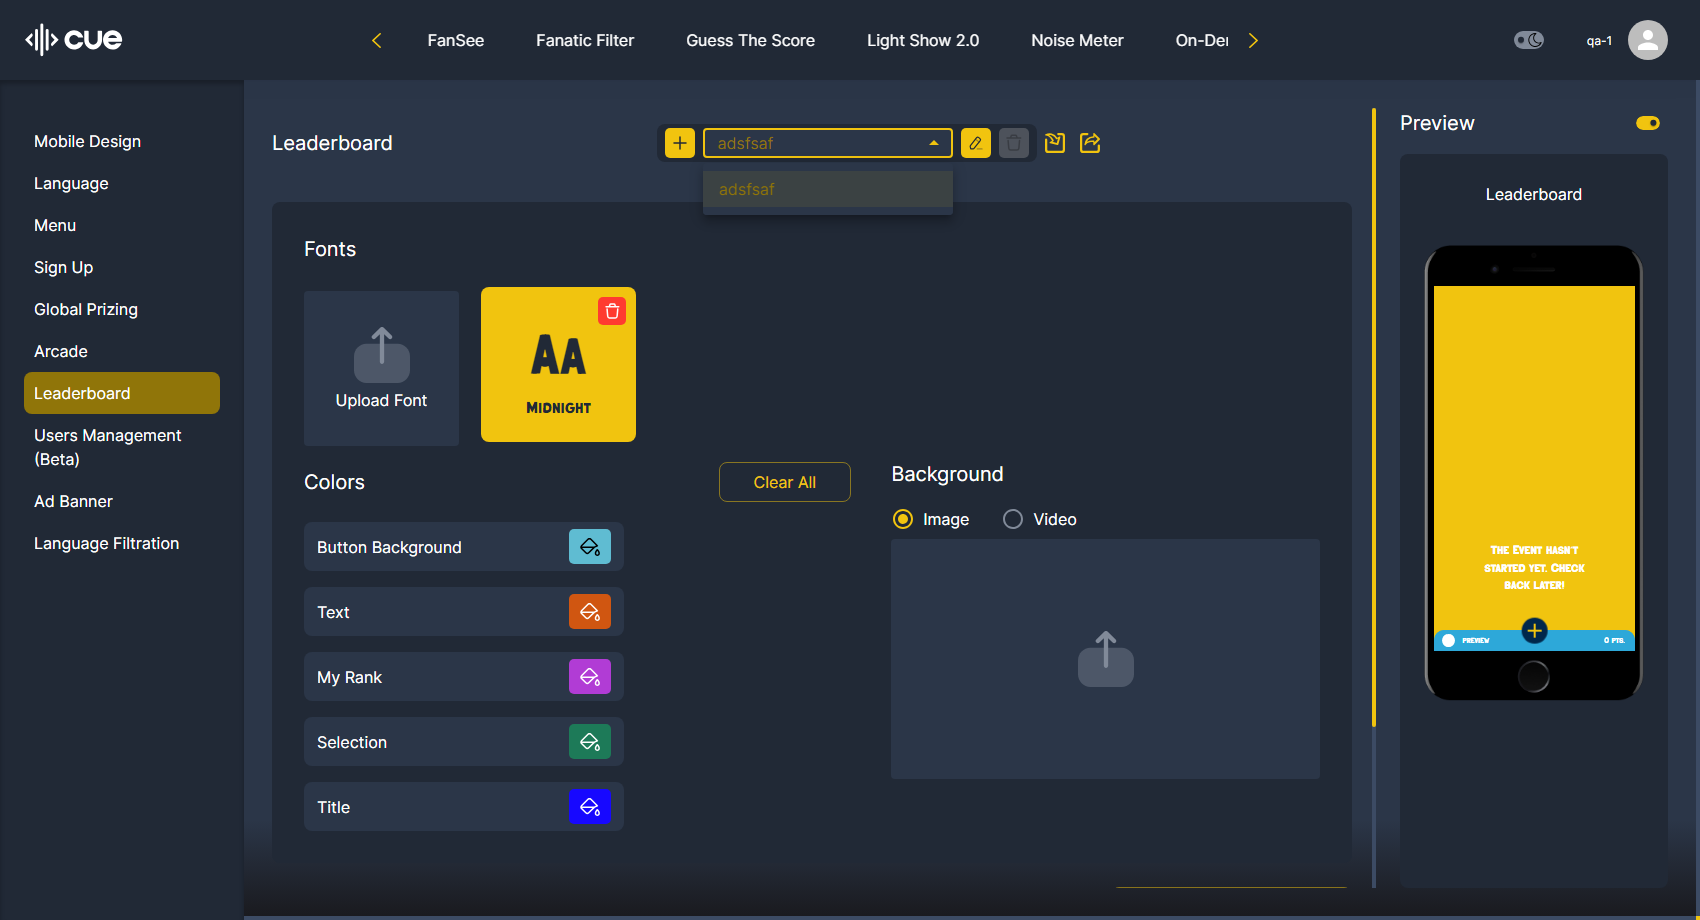 cue
FanSee
Fanatic Filter
Guess The Score
Light Show 2.0
Noise Meter
On-De
qa-1
Mobile Design
Language
Menu
Sign Up
Global Prizing
Arcade
Leaderboard
Users Management
(Beta)
Ad Banner
Language Filtration
Leaderboard
adsfsaf
adsfsaf
Fonts
Upload Font
Aa
Midnight
Colors
Clear All
Button Background
Text
My Rank
Selection
Title
Background
Image
Video
Preview
Leaderboard
The Event hasn't
started yet. Check
back later!
Preview
0 pts.